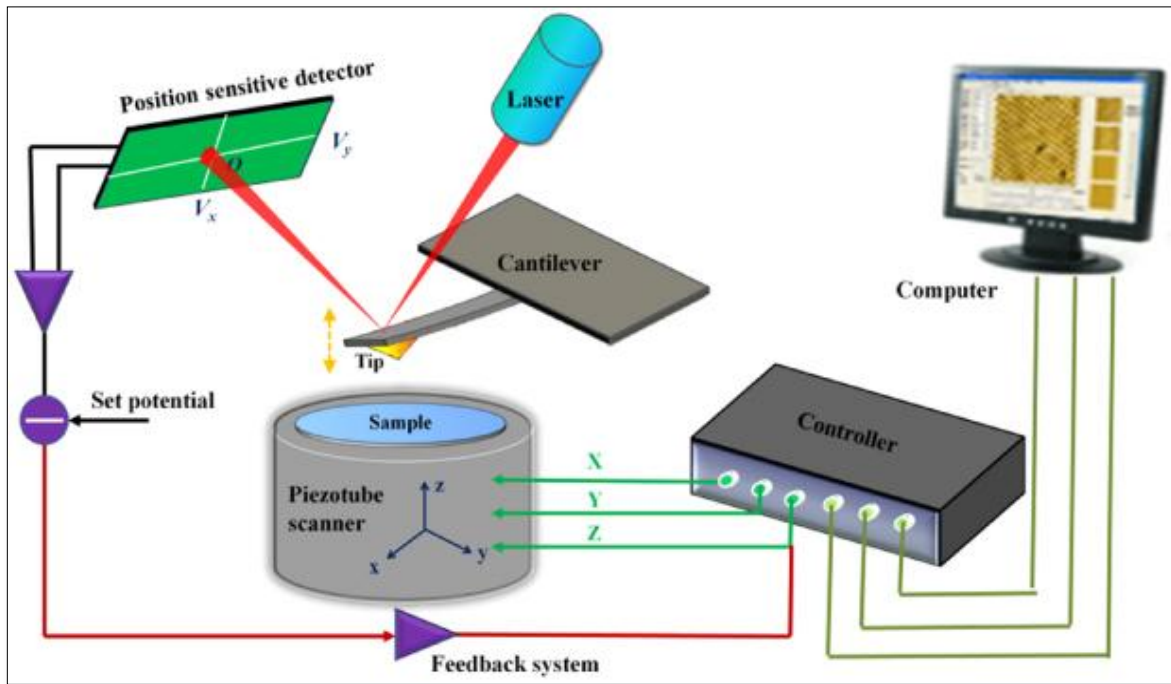 Position sensitive detector
Laser
V_y
O
V_x
Cantilever
Computer
Tip
Set potential
Sample
Controller
X
Piezotube
scanner
z
Y
Z
x
y
Feedback system